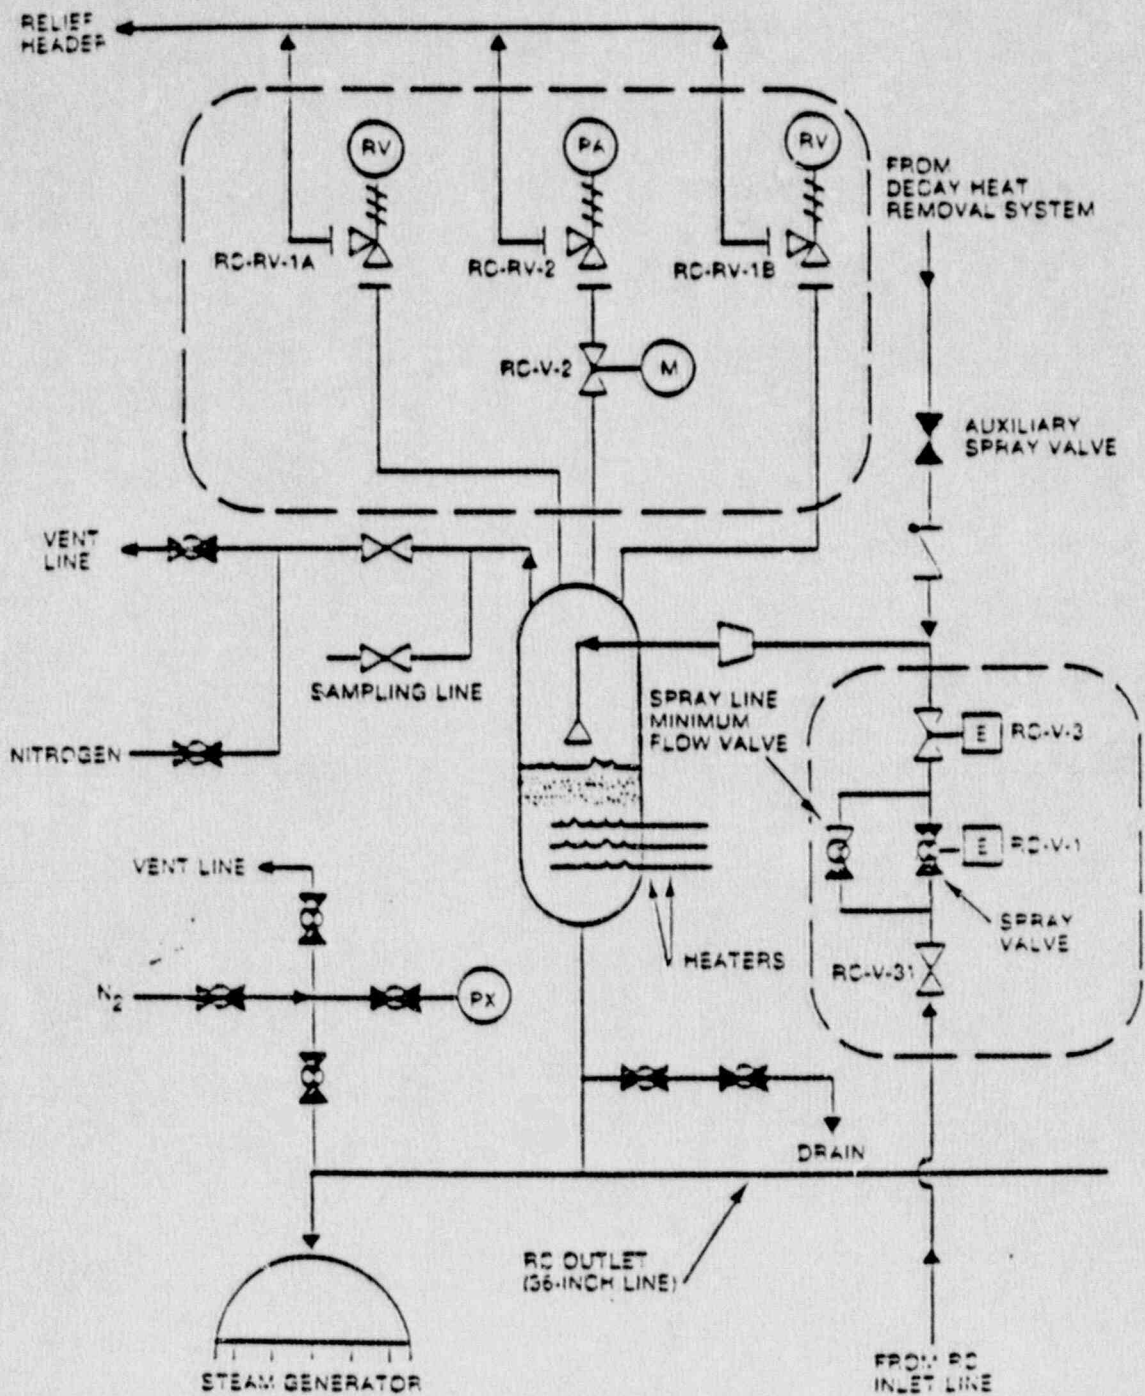 RELIEF
HEADER
RV
PA
RV
FROM
DECAY HEAT
REMOVAL SYSTEM
RC-RV-1A
RC-RV-2
RC-RV-1B
RC-V-2
M
AUXILIARY
SPRAY VALVE
VENT
LINE
SAMPLING LINE
SPRAY LINE
MINIMUM
FLOW VALVE
E
RC-V-3
NITROGEN
E
RC-V-1
VENT LINE
SPRAY
VALVE
HEATERS
RC-V-31
N2
PX
DRAIN
RC OUTLET
(36-INCH LINE)
FROM RC
INLET LINE
STEAM GENERATOR